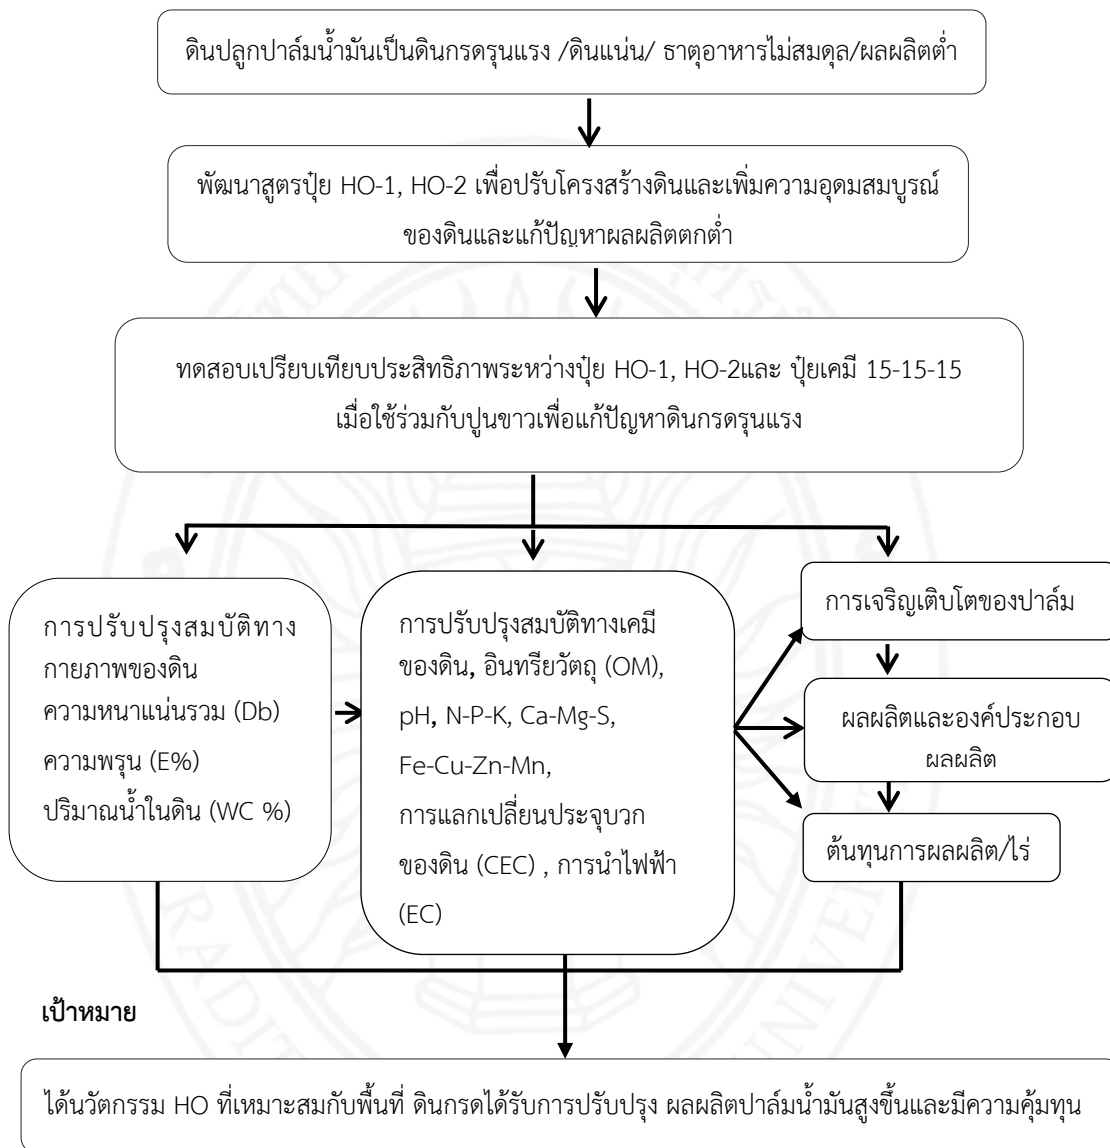 ดินปลูกปาล์มน้ำมันเป็นดินกรดรุนแรง /ดินแน่น/ ธาตุอาหารไม่สมดุล/ผลผลิตต่ำ
พัฒนาสูตรปุ๋ย HO-1, HO-2 เพื่อปรับโครงสร้างดินและเพิ่มความอุดมสมบูรณ์
ของดินและแก้ปัญหาผลผลิตตกต่ำ
ทดสอบเปรียบเทียบประสิทธิภาพระหว่างปุ๋ย HO-1, HO-2และ ปุ๋ยเคมี 15-15-15
เมื่อใช้ร่วมกับปูนขาวเพื่อแก้ปัญหาดินกรดรุนแรง
การปรับปรุงสมบัติทาง
กายภาพของดิน
ความหนาแน่นรวม (Db)
ความพรุน (E%)
ปริมาณน้ำในดิน (WC %)
การปรับปรุงสมบัติทางเคมี
ของดิน, อินทรียวัตถุ (OM),
pH, N-P-K, Ca-Mg-S,
Fe-Cu-Zn-Mn,
การแลกเปลี่ยนประจุบวก
ของดิน (CEC) , การนำไฟฟ้า
(EC)
การเจริญเติบโตของปาล์ม
ผลผลิตและองค์ประกอบ
ผลผลิต
ต้นทุนการผลผลิต/ไร่
เป้าหมาย
ได้นวัตกรรม HO ที่เหมาะสมกับพื้นที่ ดินกรดได้รับการปรับปรุง ผลผลิตปาล์มน้ำมันสูงขึ้นและมีความคุ้มทุน